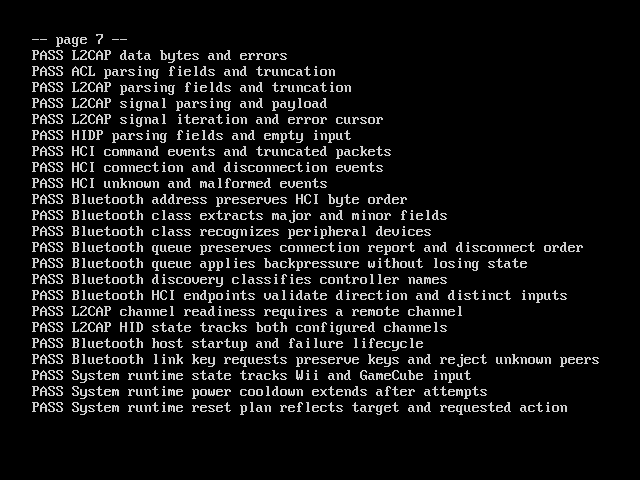 -- page 7 --
PASS L2CAP data bytes and errors
PASS ACL parsing fields and truncation
PASS L2CAP parsing fields and truncation
PASS L2CAP signal parsing and payload
PASS L2CAP signal iteration and error cursor
PASS HIDP parsing fields and empty input
PASS HCI command events and truncated packets
PASS HCI connection and disconnection events
PASS HCI unknown and malformed events
PASS Bluetooth address preserves HCI byte order
PASS Bluetooth class extracts major and minor fields
PASS Bluetooth class recognizes peripheral devices
PASS Bluetooth queue preserves connection report and disconnect order
PASS Bluetooth queue applies backpressure without losing state
PASS Bluetooth discovery classifies controller names
PASS Bluetooth HCI endpoints validate direction and distinct inputs
PASS L2CAP channel readiness requires a remote channel
PASS L2CAP HID state tracks both configured channels
PASS Bluetooth host startup and failure lifecycle
PASS Bluetooth link key requests preserve keys and reject unknown peers
PASS System runtime state tracks Wii and GameCube input
PASS System runtime power cooldown extends after attempts
PASS System runtime reset plan reflects target and requested action